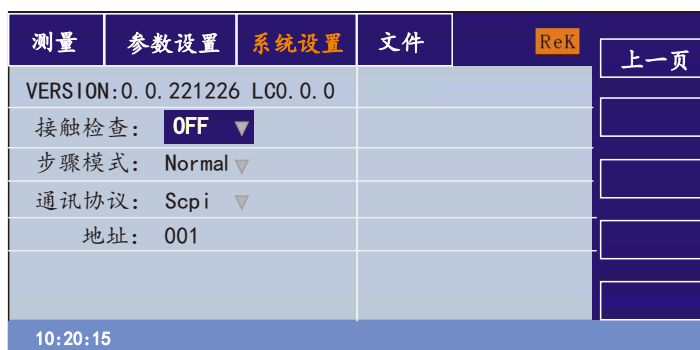 测量 参数设置 系统设置 文件 ReK
上一页
VERSION:0.0.221226 LC0.0.0
接触检查: OFF
步骤模式: Normal
通讯协议: Scpi
地址: 001
10:20:15